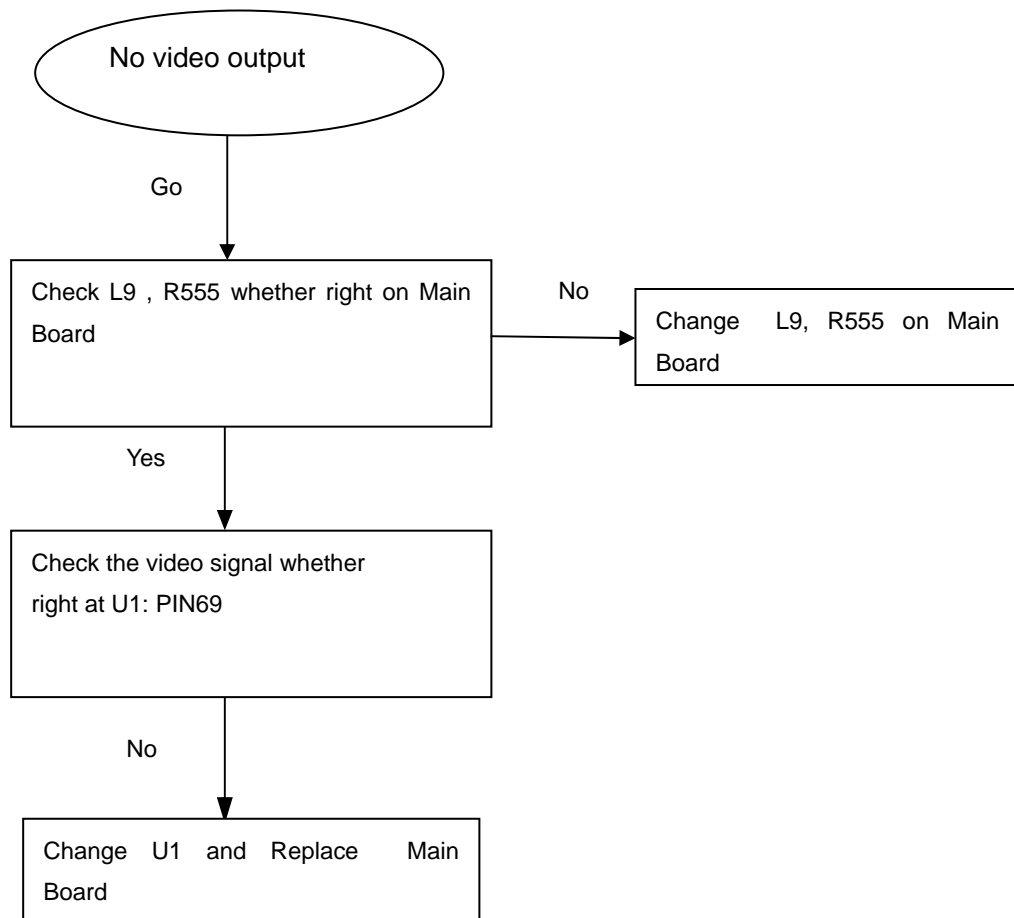 No video output
Go
Check L9 , R555 whether right on Main
Board
No
Change L9, R555 on Main
Board
Yes
Check the video signal whether
right at U1: PIN69
No
Change U1 and Replace Main
Board